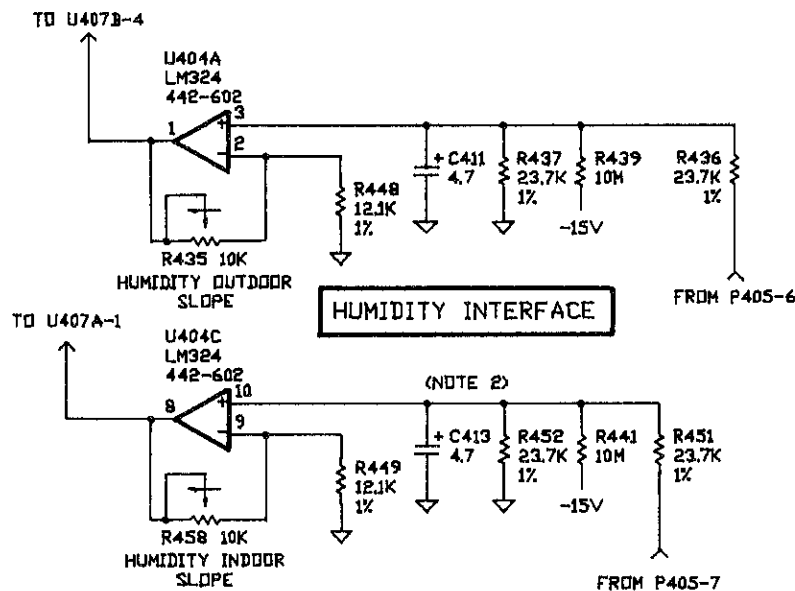 TO U407B-4
U404A
LM324
442-602
3
1
2
+ C411
4.7
R437
23.7K
1%
R439
10M
R436
23.7K
1%
R448
12.1K
1%
-15V
R435 10K
HUMIDITY OUTDOOR
SLOPE
HUMIDITY INTERFACE
FROM P405-6
TO U407A-1
U404C
LM324
442-602
(NOTE 2)
10
8
9
+ C413
4.7
R452
23.7K
1%
R441
10M
R451
23.7K
1%
R449
12.1K
1%
-15V
R458 10K
HUMIDITY INDOOR
SLOPE
FROM P405-7